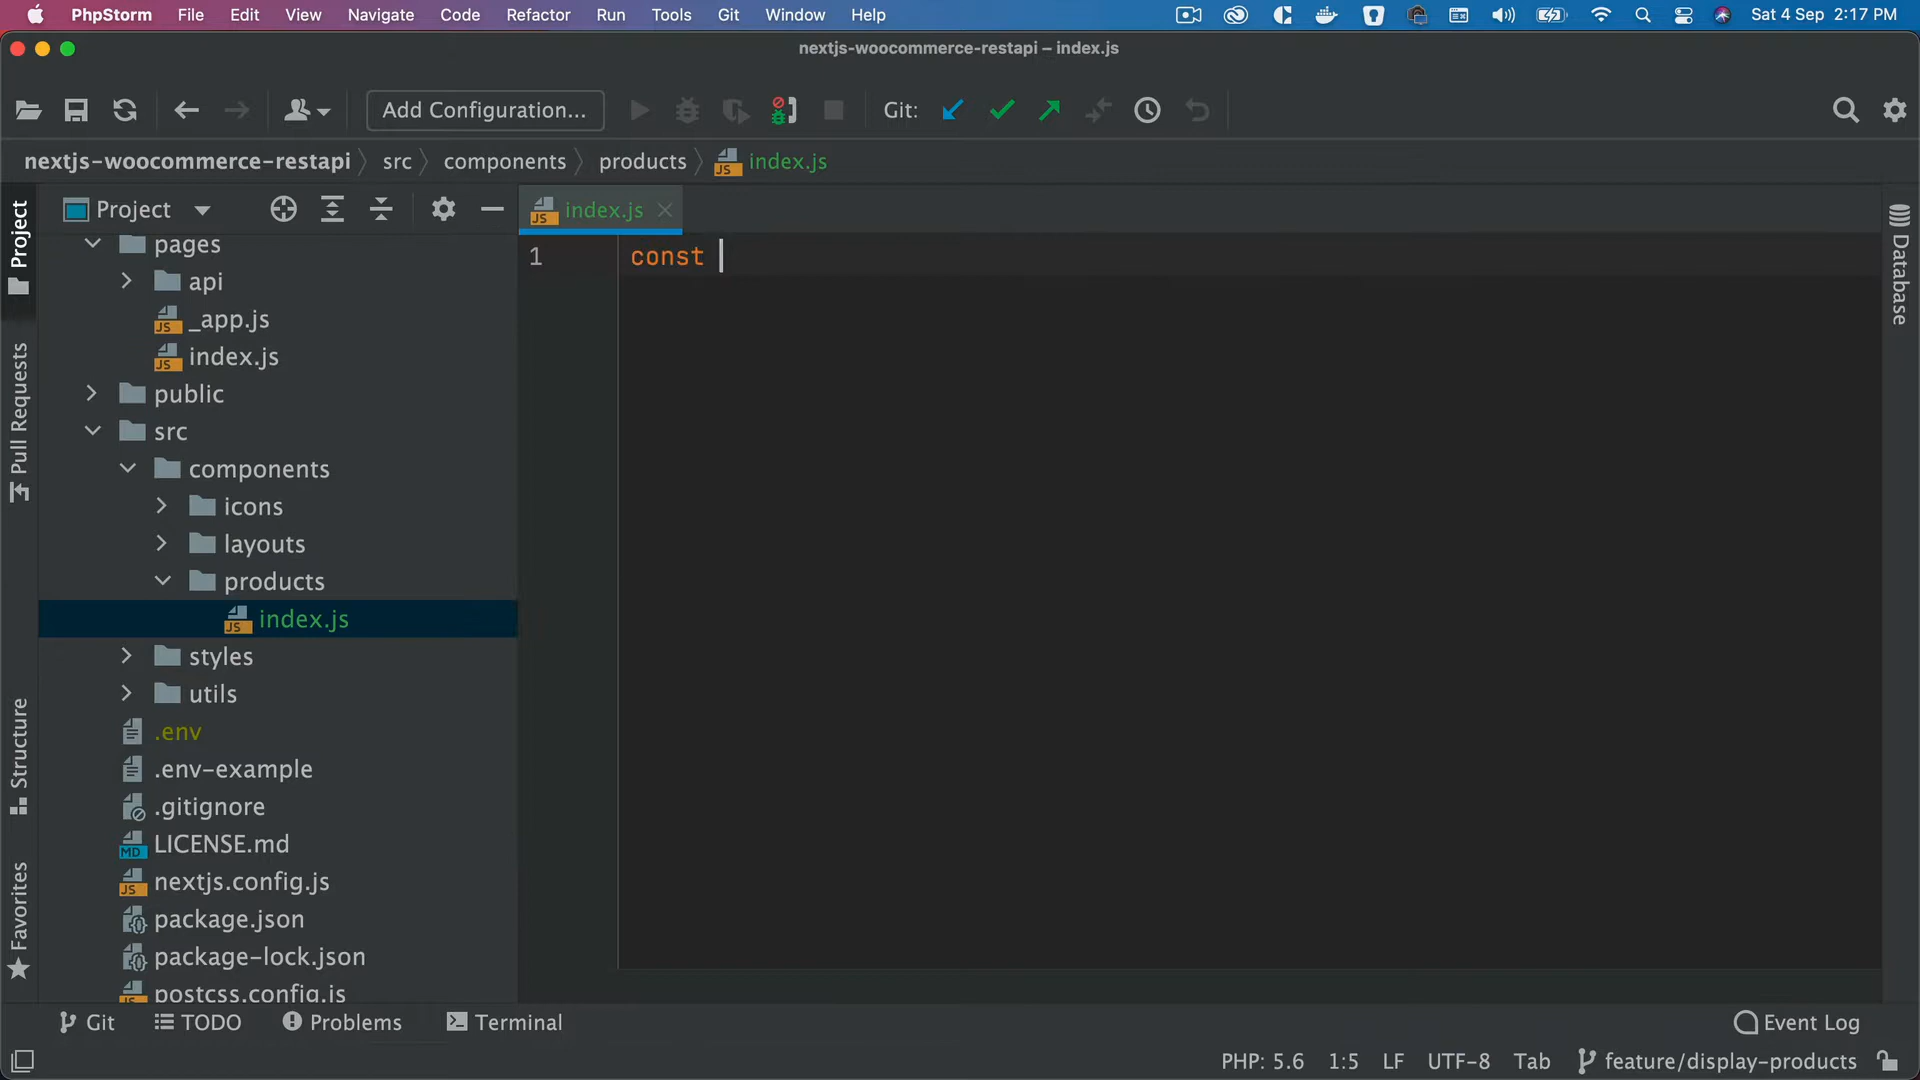 PhpStorm File Edit View Navigate Code Refactor Run Tools Git Window Help Sat 4 Sep 2:17 PM
nextjs-woocommerce-restapi – index.js
Add Configuration... Git:
nextjs-woocommerce-restapi src components products index.js
Project
index.js
Project
Pull Requests
Structure
Favorites
pages
api
_app.js
index.js
public
src
components
icons
layouts
products
index.js
styles
utils
.env
.env-example
.gitignore
LICENSE.md
nextjs.config.js
package.json
package-lock.json
postcss.config.js
1 const
Database
Git TODO Problems Terminal Event Log
PHP: 5.6 1:5 LF UTF-8 Tab feature/display-products